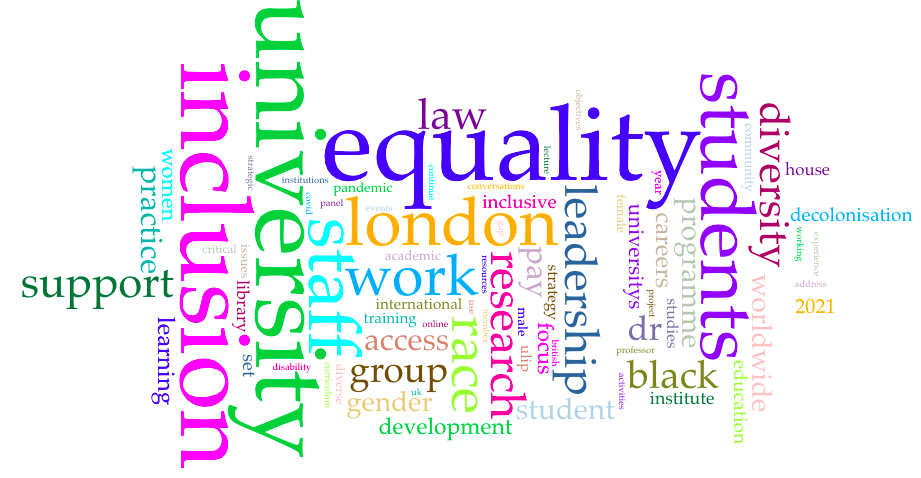 university
inclusion
equality
students
london
law
diversity
objectives
community
lecture
house
women
practice
strategic
institutions
pandemic
covid
panel
continue
conversations
year
events
inclusive
leadership
female
universitys
careers
programme
decolonisation
working
experience
address
2021
critical
issues
library
staff
academic
work
resources
gap
pay
strategy
research
support
learning
set
international
training
online
use
number
male
ulip
focus
british
project
dr
studies
professor
worldwide
access
race
disability
curriculum
diverse
group
uk
gender
student
activities
black
institute
education
development